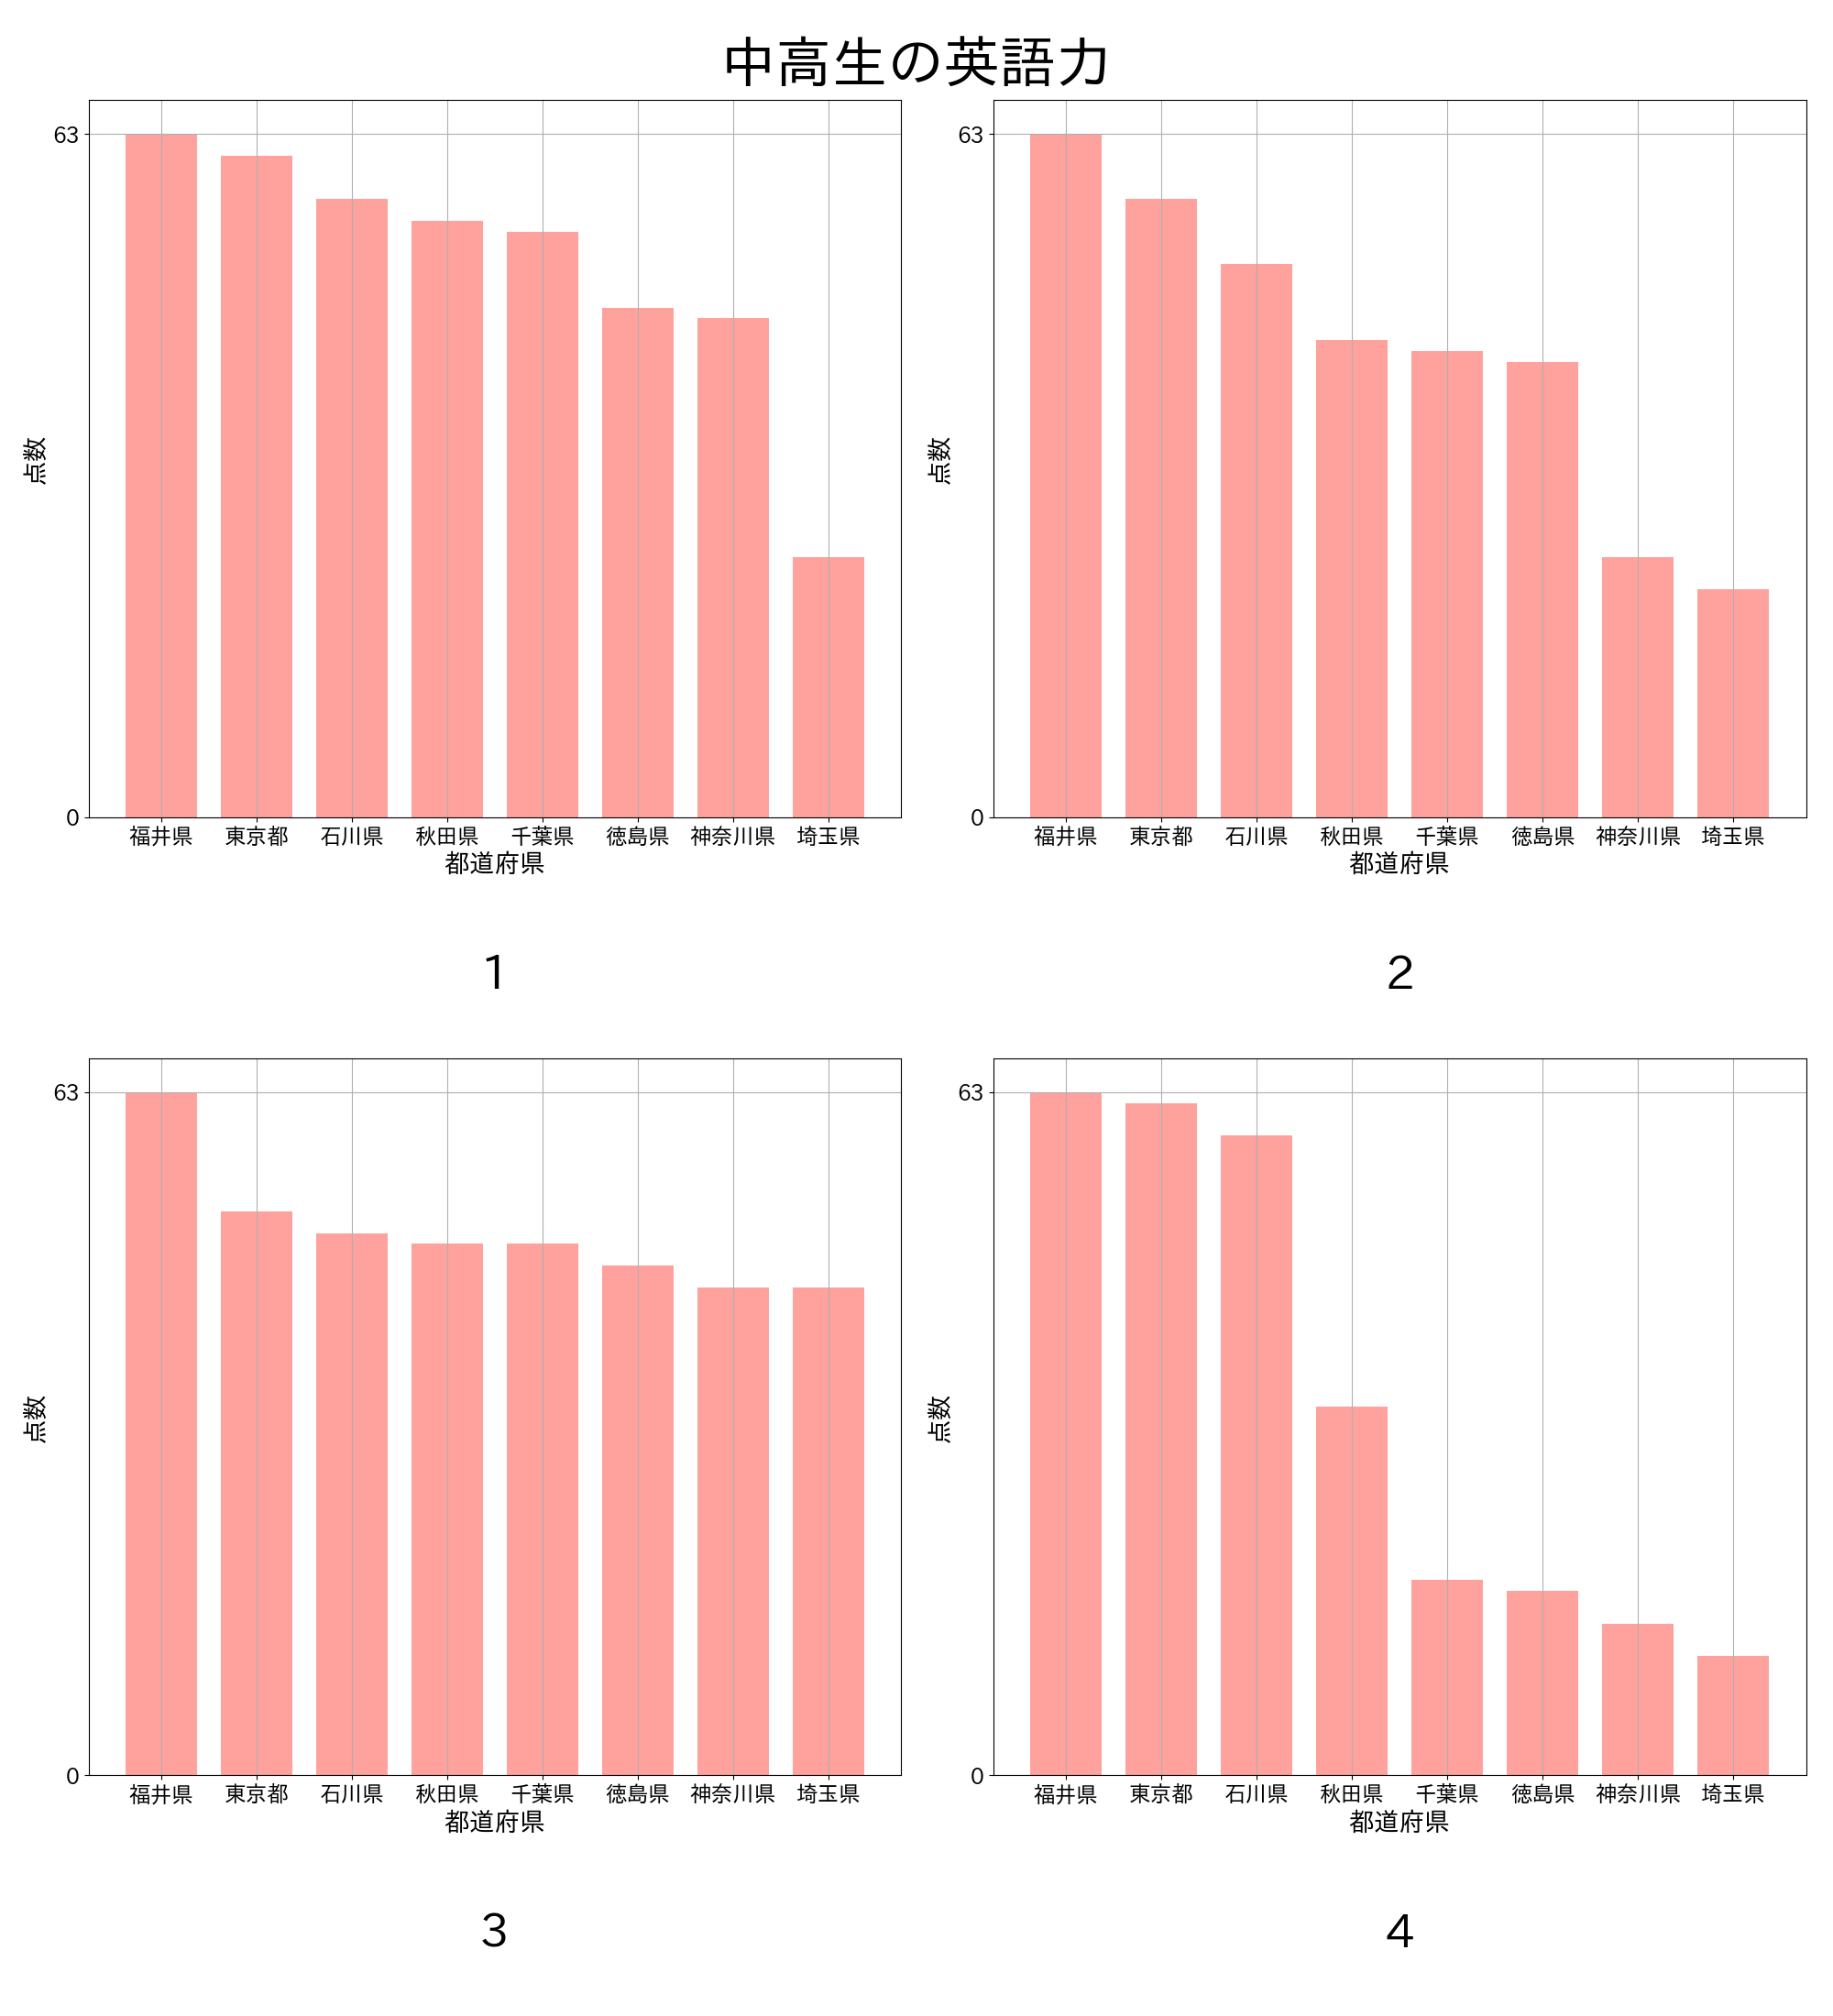 中高生の英語力
63
0
点数
福井県 東京都 石川県 秋田県 千葉県 徳島県 神奈川県 埼玉県
都道府県
1
63
0
点数
福井県 東京都 石川県 秋田県 千葉県 徳島県 神奈川県 埼玉県
都道府県
2
63
0
点数
福井県 東京都 石川県 秋田県 千葉県 徳島県 神奈川県 埼玉県
都道府県
3
63
0
点数
福井県 東京都 石川県 秋田県 千葉県 徳島県 神奈川県 埼玉県
都道府県
4